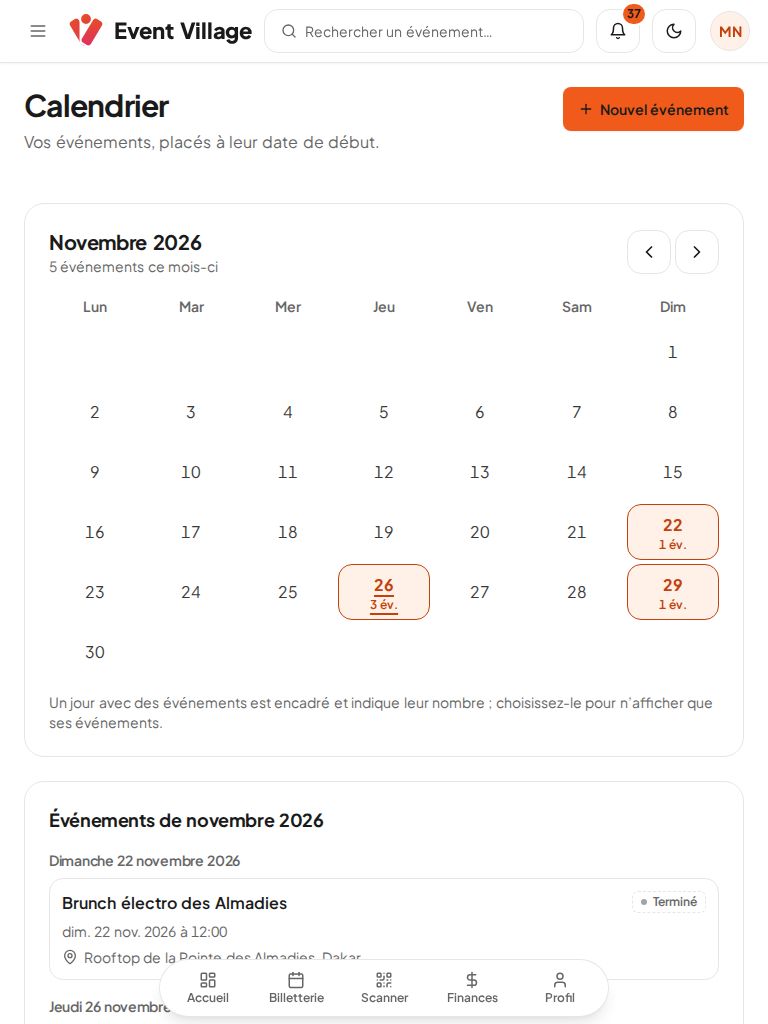 Event Village
Rechercher un événement...
37
MN
Calendrier
Nouvel événement
Vos événements, placés à leur date de début.
Novembre 2026
5 événements ce mois-ci
Lun Mar Mer Jeu Ven Sam Dim
1
2 3 4 5 6 7 8
9 10 11 12 13 14 15
16 17 18 19 20 21 22
1 év.
23 24 25 26 27 28 29
3 év. 1 év.
30
Un jour avec des événements est encadré et indique leur nombre ; choisissez-le pour n’afficher que
ses événements.
Événements de novembre 2026
Dimanche 22 novembre 2026
Brunch électro des Almadies
Terminé
dim. 22 nov. 2026 à 12:00
Rooftop de la Pointe des Almadies, Dakar
Jeudi 26 novembre
Accueil Billetterie Scanner Finances Profil